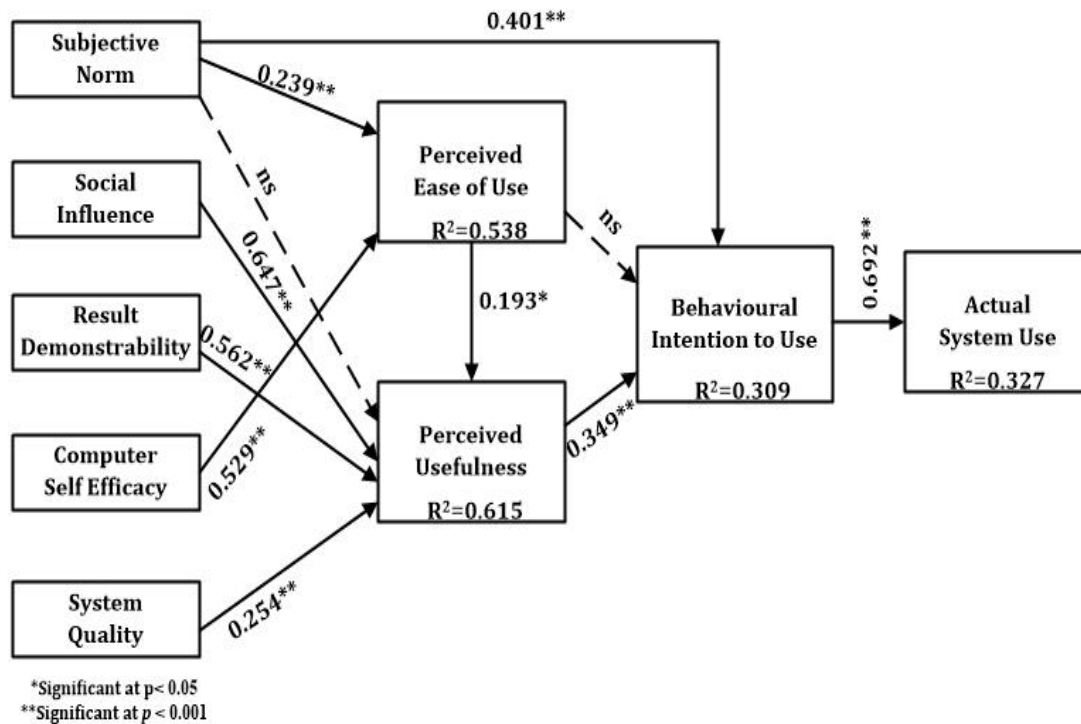 Subjective
Norm
0.401**
0.239**
ns
Social
Influence
0.647**
Result
Demonstrability
0.562**
Computer
Self Efficacy
0.529**
System
Quality
0.254**
Perceived
Ease of Use
R²=0.538
ns
0.193*
Perceived
Usefulness
R²=0.615
0.349**
Behavioural
Intention to Use
R²=0.309
0.692**
Actual
System Use
R²=0.327
*Significant at p< 0.05
**Significant at p < 0.001